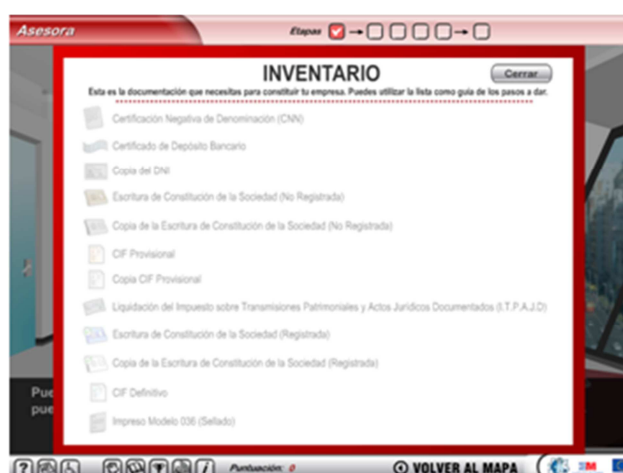 Asesora
Etapas
INVENTARIO
Cerrar
Esta es la documentación que necesitas para constituir tu empresa. Puedes utilizar la lista como guía de los pasos a dar.
Certificación Negativa de Denominación (CNN)
Certificado de Depósito Bancario
Copia del DNI
Escritura de Constitución de la Sociedad (No Registrada)
Copia de la Escritura de Constitución de la Sociedad (No Registrada)
CIF Provisional
Copia CIF Provisional
Liquidación del Impuesto sobre Transmisiones Patrimoniales y Actos Jurídicos Documentados (I.T.P.A.J.D)
Escritura de Constitución de la Sociedad (Registrada)
Copia de la Escritura de Constitución de la Sociedad (Registrada)
CIF Definitivo
Impreso Modelo 036 (Sellado)
Pue
pue
Puntuación: 0
VOLVER AL MAPA